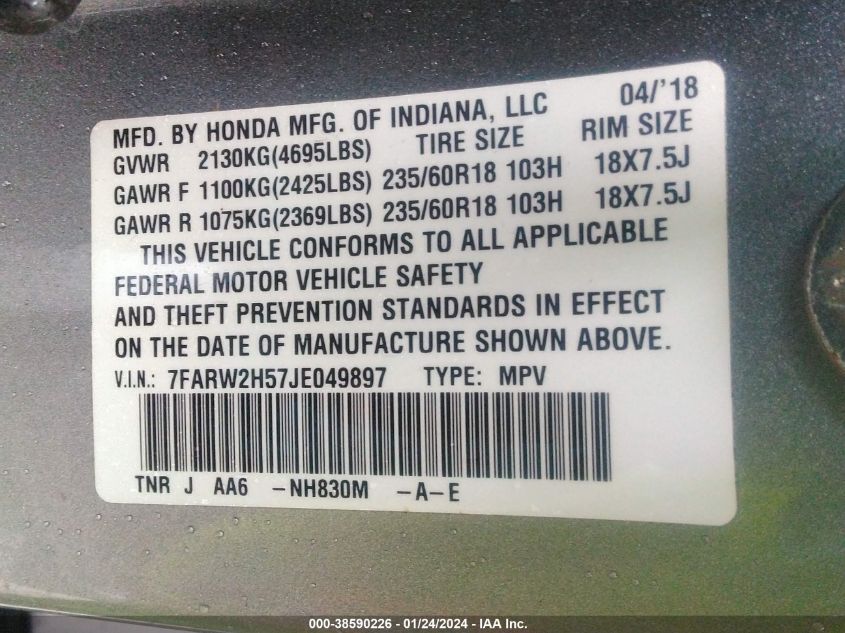 MFD. BY HONDA MFG. OF INDIANA, LLC 04/'18
GVWR 2130KG(4695LBS) TIRE SIZE RIM SIZE
GAWR F 1100KG(2425LBS) 235/60R18 103H 18X7.5J
GAWR R 1075KG(2369LBS) 235/60R18 103H 18X7.5J
THIS VEHICLE CONFORMS TO ALL APPLICABLE
FEDERAL MOTOR VEHICLE SAFETY
AND THEFT PREVENTION STANDARDS IN EFFECT
ON THE DATE OF MANUFACTURE SHOWN ABOVE.
V.I.N.: 7FARW2H57JE049897 TYPE: MPV
TNR J AA6 -NH830M -A-E
000-38590226 - 01/24/2024 - IAA Inc.